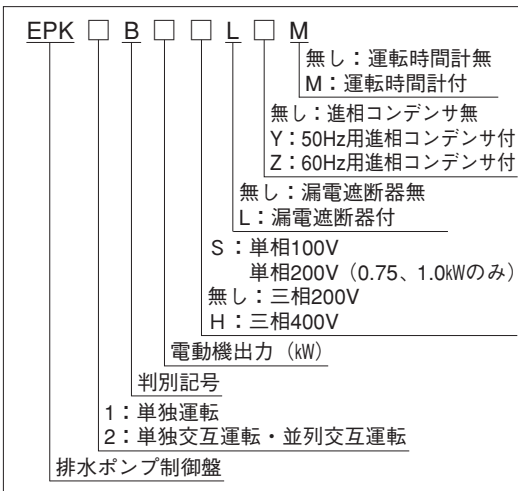 EPK □ B □ □ L □ M
無し：運転時間計無
M：運転時間計付
無し：進相コンデンサ無
Y：50Hz用進相コンデンサ付
Z：60Hz用進相コンデンサ付
無し：漏電遮断器無
L：漏電遮断器付
S：単相100V
単相200V（0.75、1.0㎾のみ）
無し：三相200V
H：三相400V
電動機出力（㎾）
判別記号
1：単独運転
2：単独交互運転・並列交互運転
排水ポンプ制御盤